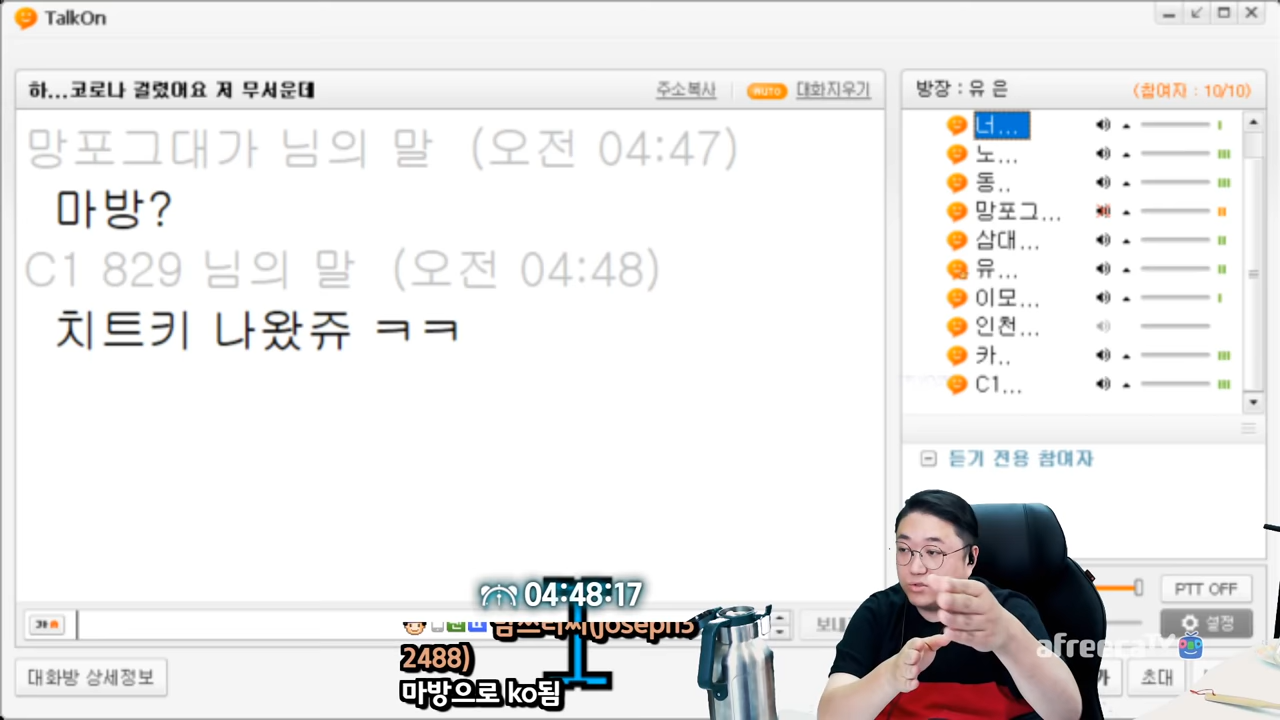 TalkOn
하...코로나 걸렸어요 저 무서운데
주소복사
AUTO
대화지우기
방장 : 유 은
(참여자 : 10/10)
망포그대가 님의 말 (오전 04:47)
마방?
C1 829 님의 말 (오전 04:48)
치트키 나왔쥬 ㅋㅋ
너...
노...
동..
망포그...
삼대...
유...
이모...
인천...
카..
C1...
듣기 전용 참여자
PTT OFF
설정
04:48:17
2488)
마방으로 ko됨
가
보내
대화방 상세정보
초대
afreecaTV